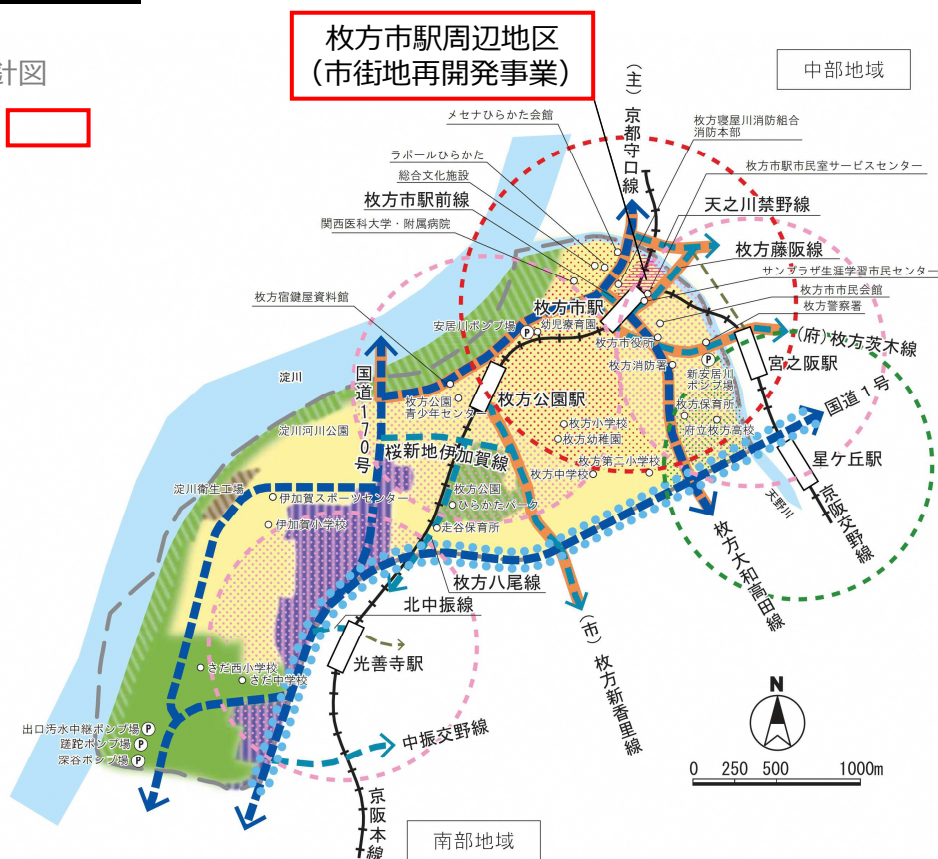 枚方市駅周辺地区
（市街地再開発事業）
計図
中部地域
（主）京都守口線
メセナひらかた会館
枚方寝屋川消防組合
消防本部
ラポールひらかた
枚方市駅市民室サービスセンター
総合文化施設
枚方市駅前線
天之川禁野線
関西医科大学・附属病院
枚方藤阪線
サンプラザ生涯学習市民センター
枚方市市民会館
枚方宿鍵屋資料館
枚方市駅
枚方警察署
安居川ポンプ場
P
幼児療育園
枚方市役所
（府）枚方茨木線
淀川
国道170号
枚方消防署
P
新安居川
ポンプ場
宮之阪駅
枚方公園
青少年センター
枚方公園駅
枚方保育所
国道1号
淀川河川公園
枚方小学校
府立枚方高校
枚方幼稚園
桜新地伊加賀線
枚方第二小学校
星ケ丘駅
枚方中学校
淀川衛生工場
伊加賀スポーツセンター
枚方公園
ひらかたパーク
天野川
京阪交野線
伊加賀小学校
走谷保育所
枚方大和高田線
枚方八尾線
北中振線
（市）枚方新香里線
光善寺駅
さだ西小学校
さだ中学校
N
出口汚水中継ポンプ場
P
蹉跎ポンプ場
P
深谷ポンプ場
P
中振交野線
0 250 500 1000m
京阪本線
南部地域